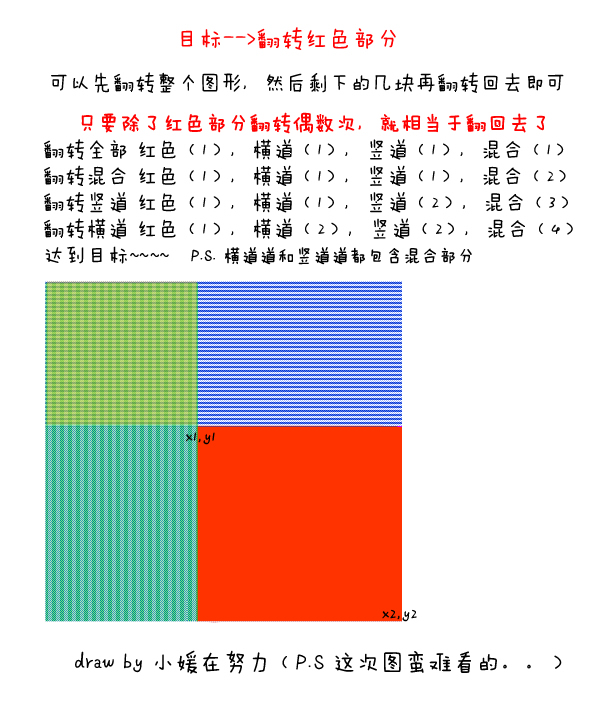 目标-->翻转红色部分
可以先翻转整个图形, 然后剩下的几块再翻转回去即可
只要除了红色部分翻转偶数次, 就相当于翻回去了
翻转全部 红色(1), 横道(1), 竖道(1), 混合(1)
翻转混合 红色(1), 横道(1), 竖道(1), 混合(2)
翻转竖道 红色(1), 横道(1), 竖道(2), 混合(3)
翻转横道 红色(1), 横道(2), 竖道(2), 混合(4)
达到目标~~~~ P.S. 横道道和竖道道都包含混合部分
x1,y1
x2,y2
draw by 小媛在努力(P.S 这次图蛮难看的。。)